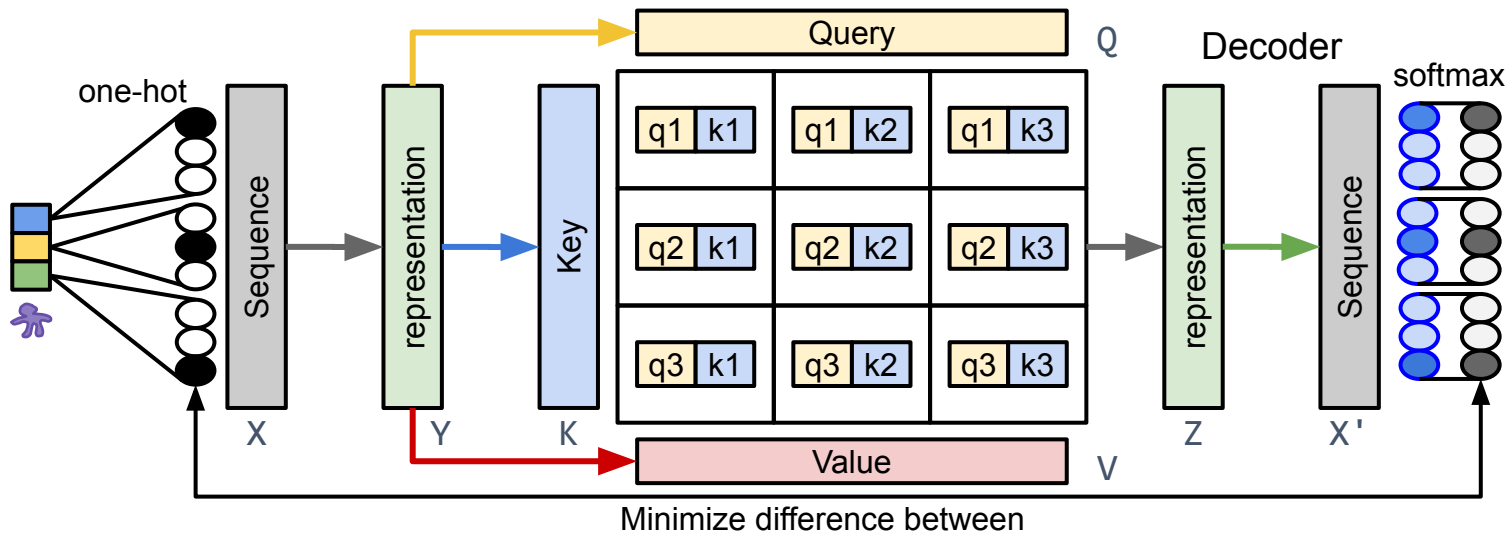 Query
Q
Decoder
one-hot
softmax
Sequence
representation
Key
q1 k1
q1 k2
q1 k3
q2 k1
q2 k2
q2 k3
q3 k1
q3 k2
q3 k3
representation
Sequence
X
Y
K
Z
X'
Value
V
Minimize difference between